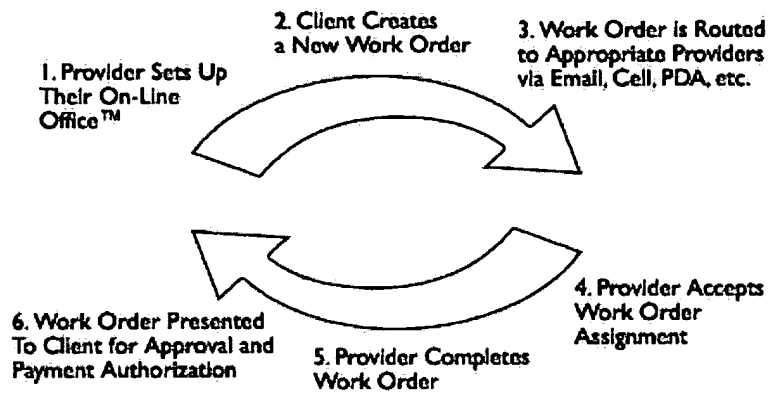 1. Provider Sets Up
Their On-Line
Office™
2. Client Creates
a New Work Order
3. Work Order is Routed
to Appropriate Providers
via Email, Cell, PDA, etc.
4. Provider Accepts
Work Order
Assignment
5. Provider Completes
Work Order
6. Work Order Presented
To Client for Approval and
Payment Authorization